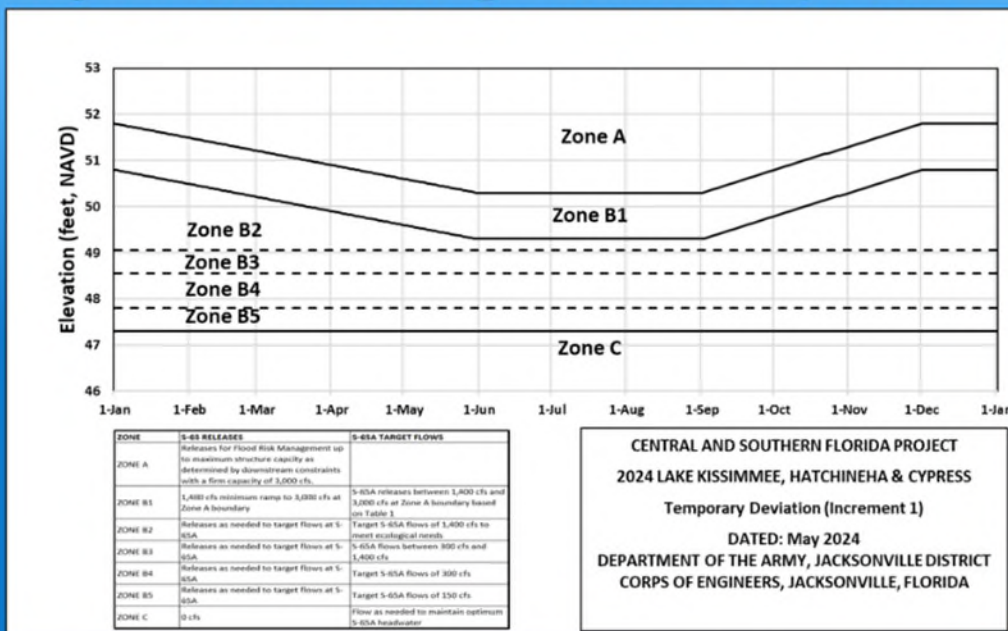 53
52
51
50
49
48
47
46
Elevation (feet, NAVD)
Zone A
Zone B1
Zone B2
Zone B3
Zone B4
Zone B5
Zone C
1-Jan 1-Feb 1-Mar 1-Apr 1-May 1-Jun 1-Jul 1-Aug 1-Sep 1-Oct 1-Nov 1-Dec 1-Jan
ZONE S-65 RELEASES S-65A TARGET FLOWS
Releases for Flood Risk Management up
to maximum structure capcity as
ZONE A
determined by downstream constraints
with a firm capacity of 3,000 cfs.
ZONE B1
1,400 cfs minimum ramp to 3,000 cfs at
Zone A boundary
S-65A releases between 1,400 cfs and
3,000 cfs at Zone A boundary based
on Table 1
ZONE B2
Releases as needed to target flows at S-
65A
Target S-65A flows of 1,400 cfs to
meet ecological needs
ZONE B3
Releases as needed to target flows at S-
65A
S-65A flows between 300 cfs and
1,400 cfs
ZONE B4
Releases as needed to target flows at S-
65A
Target S-65A flows of 300 cfs
ZONE B5
Releases as needed to target flows at S-
65A
Target S-65A flows of 150 cfs
ZONE C
0 cfs
Flow as needed to maintain optimum
S-65A headwater
CENTRAL AND SOUTHERN FLORIDA PROJECT
2024 LAKE KISSIMMEE, HATCHINEHA & CYPRESS
Temporary Deviation (Increment 1)
DATED: May 2024
DEPARTMENT OF THE ARMY, JACKSONVILLE DISTRICT
CORPS OF ENGINEERS, JACKSONVILLE, FLORIDA